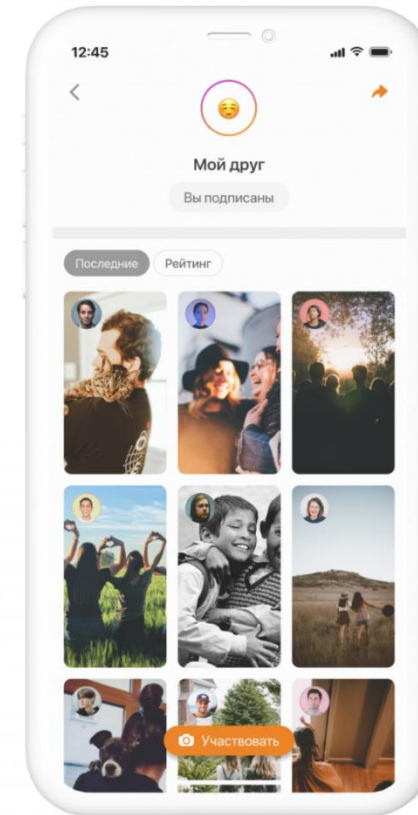 12:45
Мой друг
Вы подписаны
Последние
Рейтинг
Участвовать